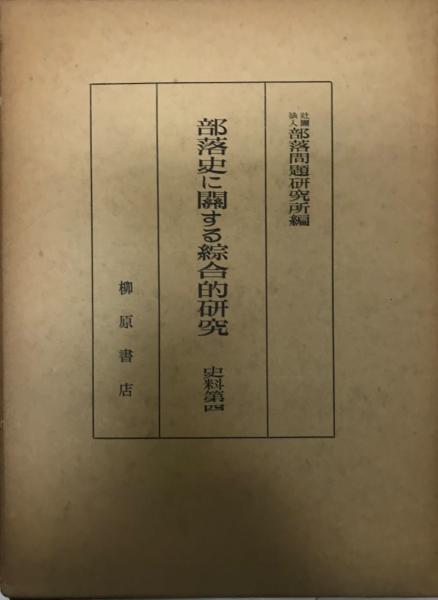 社團法人部落問題研究所編
部落史に關する綜合的研究 史料第四
柳原書店